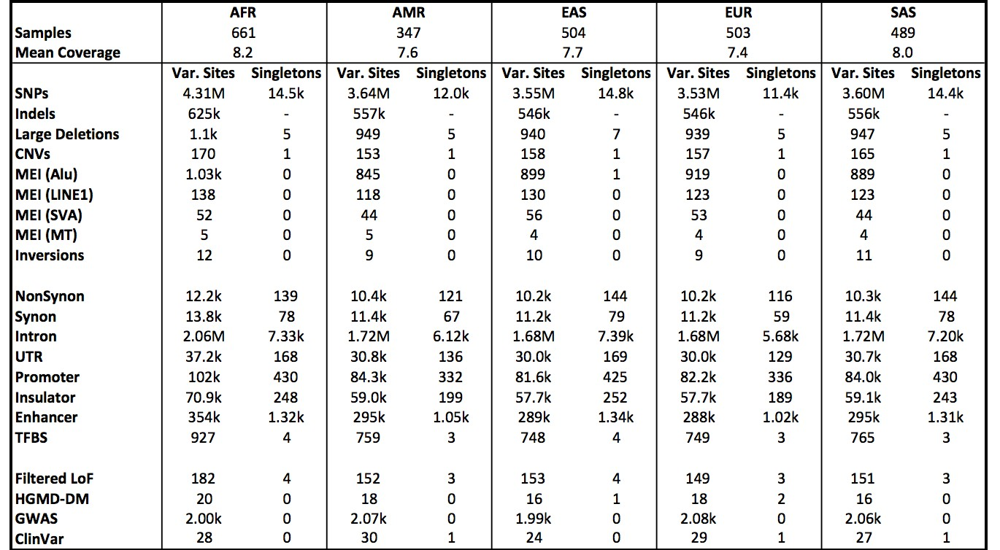 AFR AMR EAS EUR SAS
Samples 661 347 504 503 489
Mean Coverage 8.2 7.6 7.7 7.4 8.0
Var. Sites Singletons Var. Sites Singletons Var. Sites Singletons Var. Sites Singletons Var. Sites Singletons
SNPs 4.31M 14.5k 3.64M 12.0k 3.55M 14.8k 3.53M 11.4k 3.60M 14.4k
Indels 625k - 557k - 546k - 546k - 556k -
Large Deletions 1.1k 5 949 5 940 7 939 5 947 5
CNVs 170 1 153 1 158 1 157 1 165 1
MEI (Alu) 1.03k 0 845 0 899 1 919 0 889 0
MEI (LINE1) 138 0 118 0 130 0 123 0 123 0
MEI (SVA) 52 0 44 0 56 0 53 0 44 0
MEI (MT) 5 0 5 0 4 0 4 0 4 0
Inversions 12 0 9 0 10 0 9 0 11 0
NonSynon 12.2k 139 10.4k 121 10.2k 144 10.2k 116 10.3k 144
Synon 13.8k 78 11.4k 67 11.2k 79 11.2k 59 11.4k 78
Intron 2.06M 7.33k 1.72M 6.12k 1.68M 7.39k 1.68M 5.68k 1.72M 7.20k
UTR 37.2k 168 30.8k 136 30.0k 169 30.0k 129 30.7k 168
Promoter 102k 430 84.3k 332 81.6k 425 82.2k 336 84.0k 430
Insulator 70.9k 248 59.0k 199 57.7k 252 57.7k 189 59.1k 243
Enhancer 354k 1.32k 295k 1.05k 289k 1.34k 288k 1.02k 295k 1.31k
TFBS 927 4 759 3 748 4 749 3 765 3
Filtered LoF 182 4 152 3 153 4 149 3 151 3
HGMD-DM 20 0 18 0 16 1 18 2 16 0
GWAS 2.00k 0 2.07k 0 1.99k 0 2.08k 0 2.06k 0
ClinVar 28 0 30 1 24 0 29 1 27 1